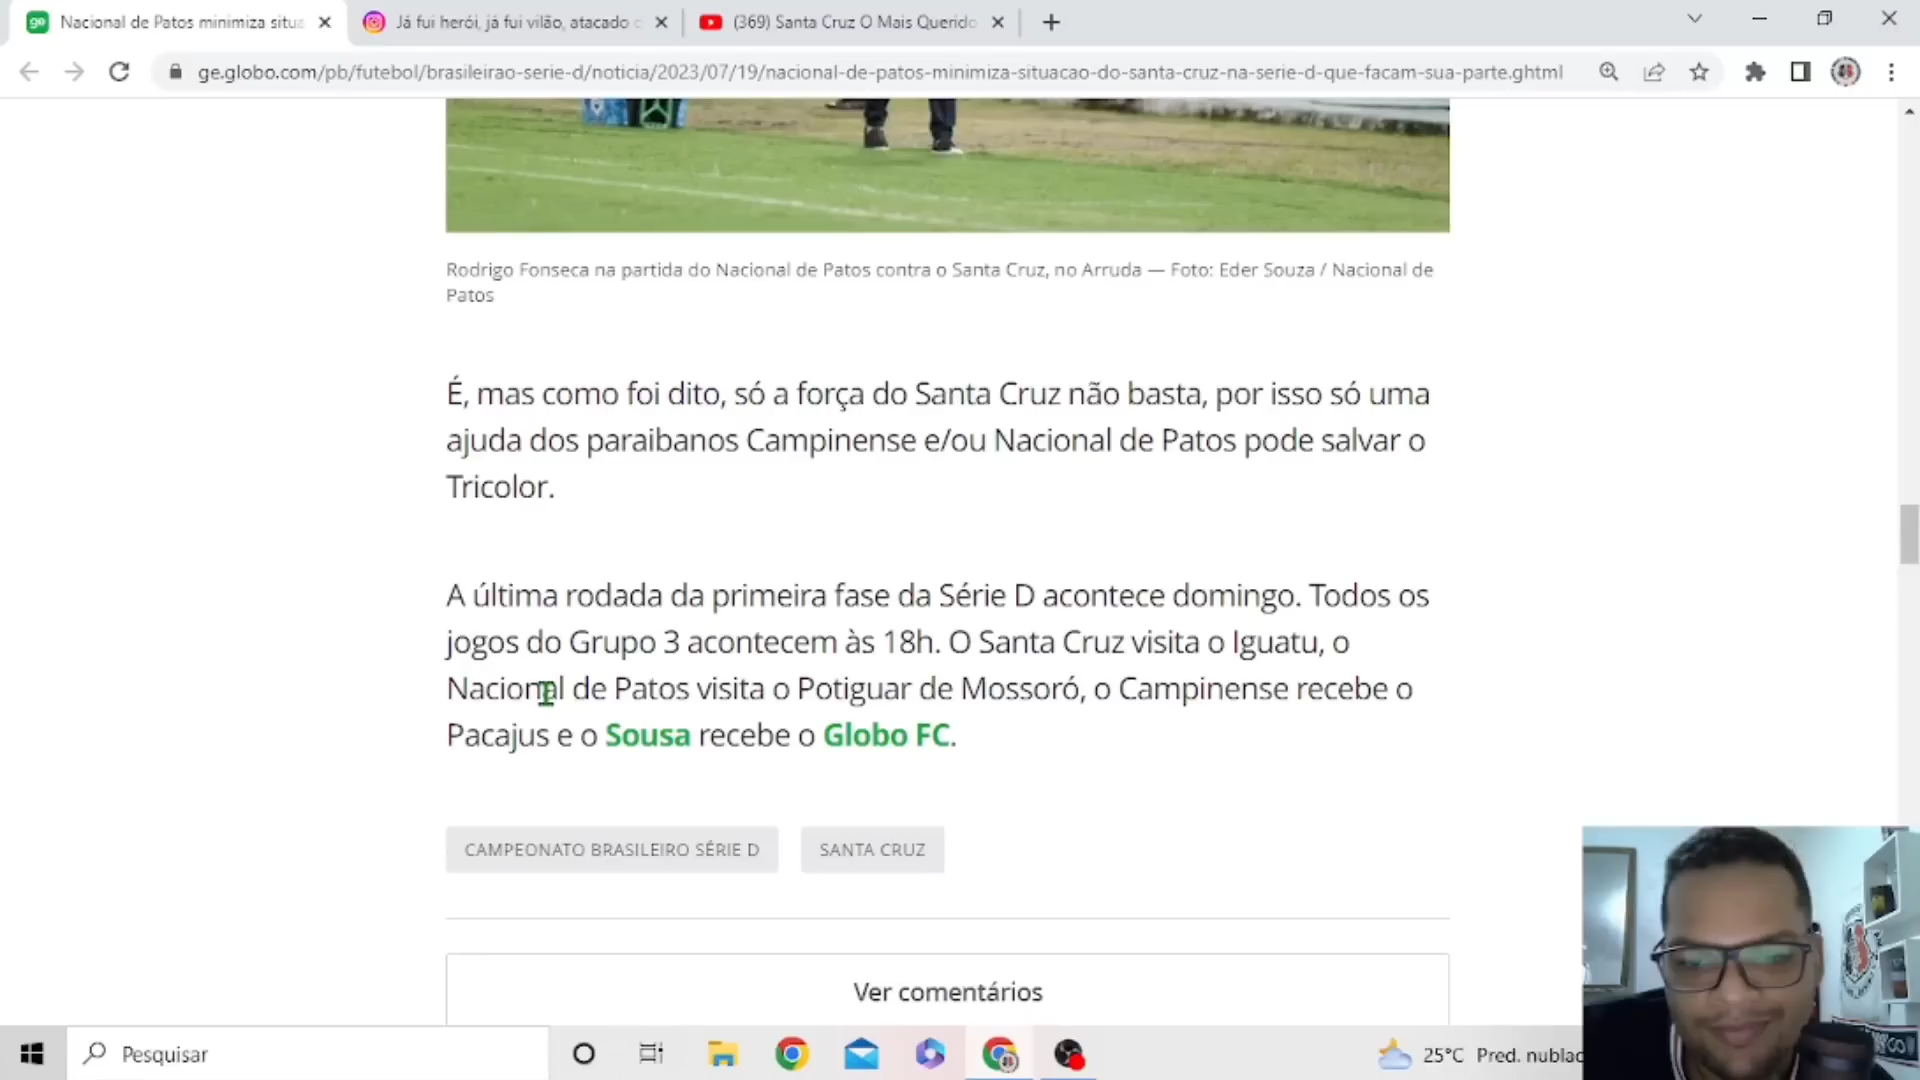 Nacional de Patos minimiza situa
Já fui herói, já fui vilão, atacado
(369) Santa Cruz O Mais Querido
ge.globo.com/pb/futebol/brasileirao-serie-d/noticia/2023/07/19/nacional-de-patos-minimiza-situacao-do-santa-cruz-na-serie-d-que-facam-sua-parte.ghtml
Rodrigo Fonseca na partida do Nacional de Patos contra o Santa Cruz, no Arruda — Foto: Eder Souza / Nacional de
Patos
É, mas como foi dito, só a força do Santa Cruz não basta, por isso só uma
ajuda dos paraibanos Campinense e/ou Nacional de Patos pode salvar o
Tricolor.
A última rodada da primeira fase da Série D acontece domingo. Todos os
jogos do Grupo 3 acontecem às 18h. O Santa Cruz visita o Iguatu, o
Nacional de Patos visita o Potiguar de Mossoró, o Campinense recebe o
Pacajus e o Sousa recebe o Globo FC.
CAMPEONATO BRASILEIRO SÉRIE D
SANTA CRUZ
Ver comentários
Pesquisar
25°C Pred. nublac